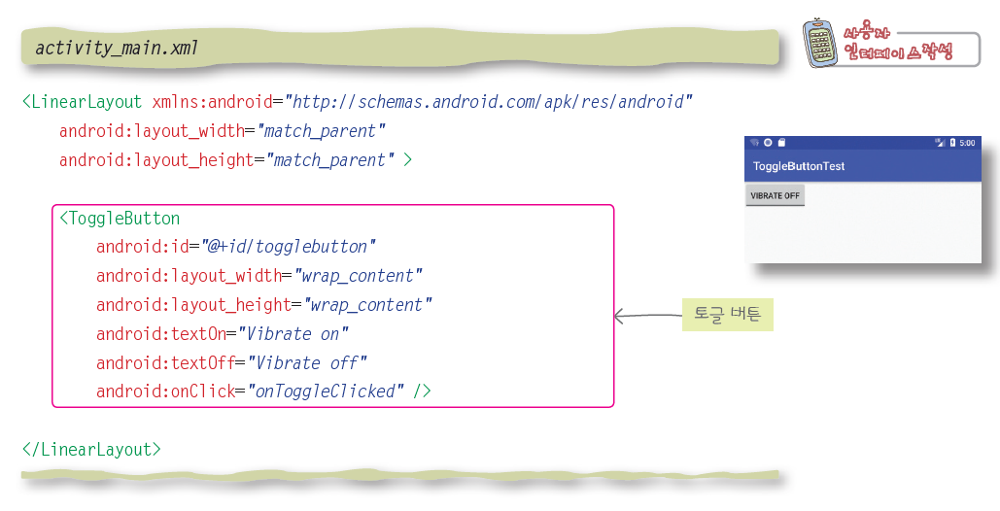 activity_main.xml
사용자
인터페이스작성
<LinearLayout xmlns:android="http://schemas.android.com/apk/res/android"
android:layout_width="match_parent"
android:layout_height="match_parent" >
5:00
ToggleButtonTest
VIBRATE OFF
<ToggleButton
android:id="@+id/togglebutton"
android:layout_width="wrap_content"
android:layout_height="wrap_content"
android:textOn="Vibrate on"
android:textOff="Vibrate off"
android:onClick="onToggleClicked" />
토글 버튼
</LinearLayout>